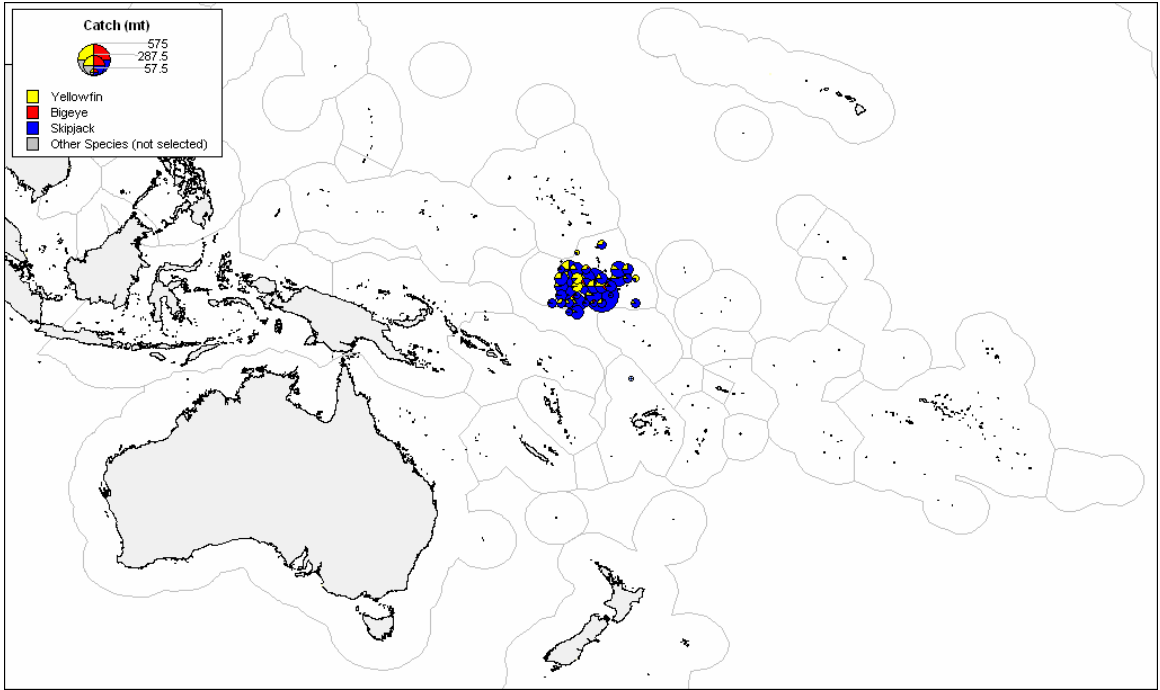 Catch (mt)
575
287.5
57.5
Yellowfin
Bigeye
Skipjack
Other Species (not selected)